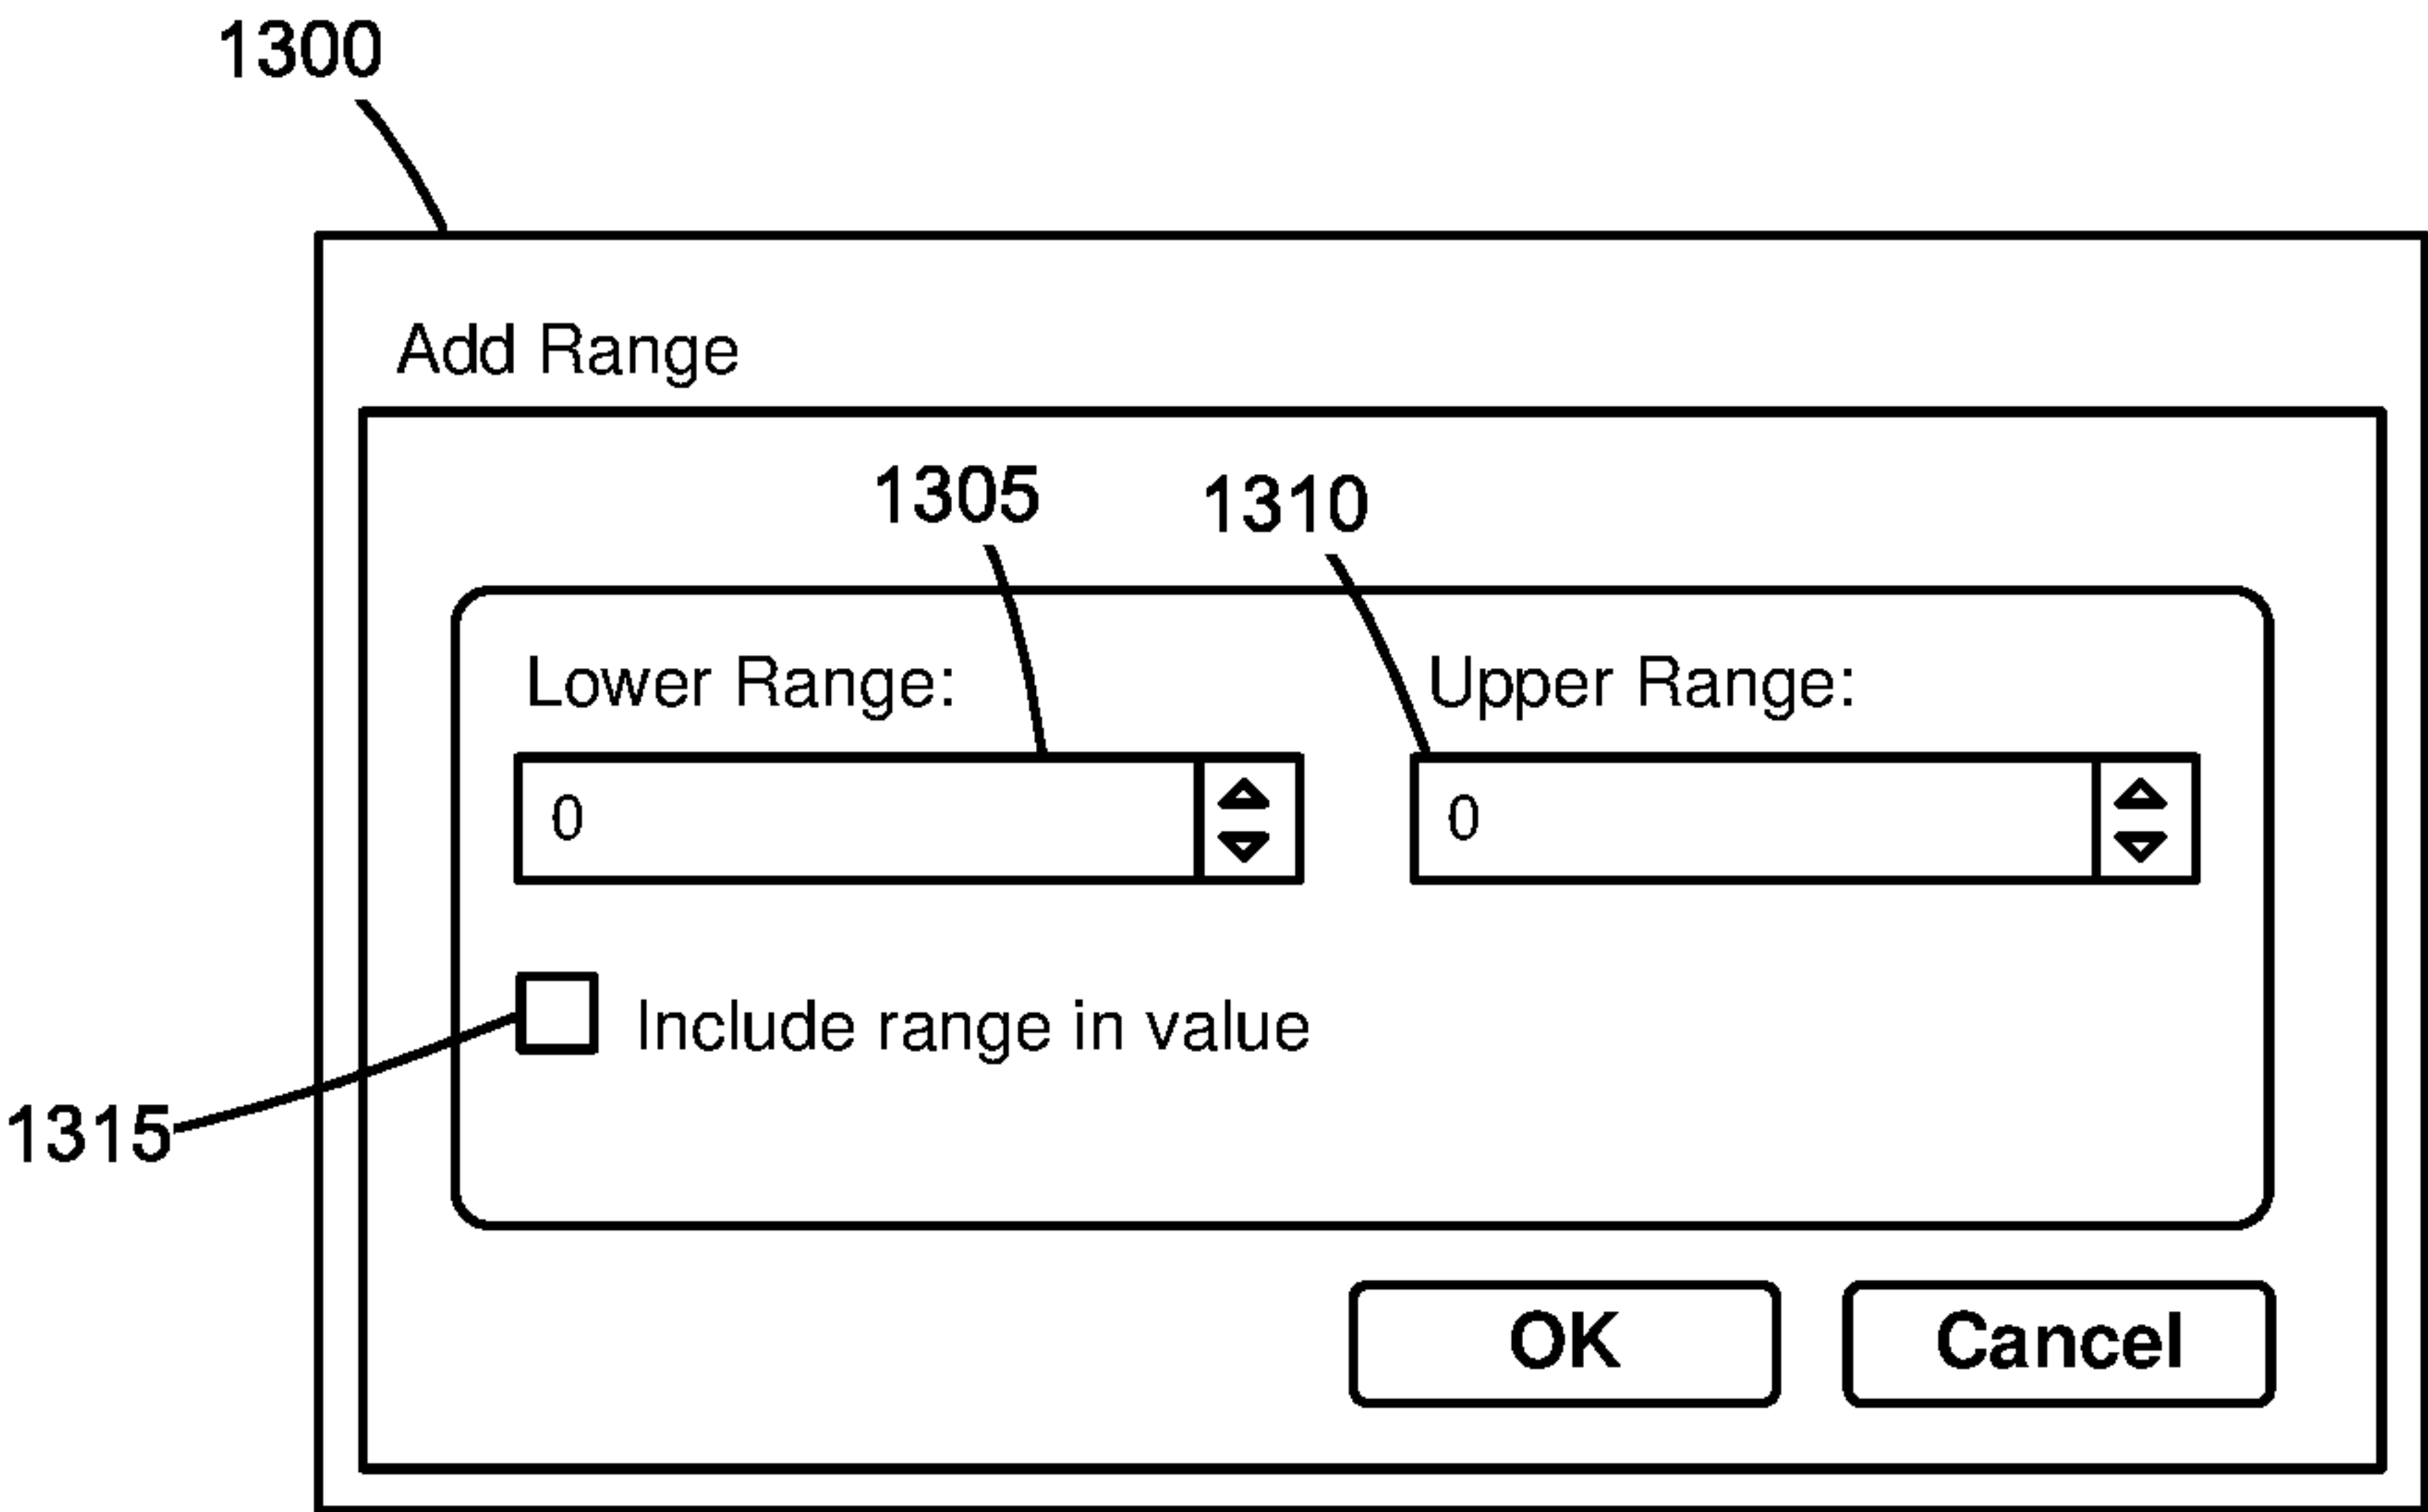 1300
Add Range
1305 1310
Lower Range: Upper Range:
0 0
Include range in value
1315
OK Cancel